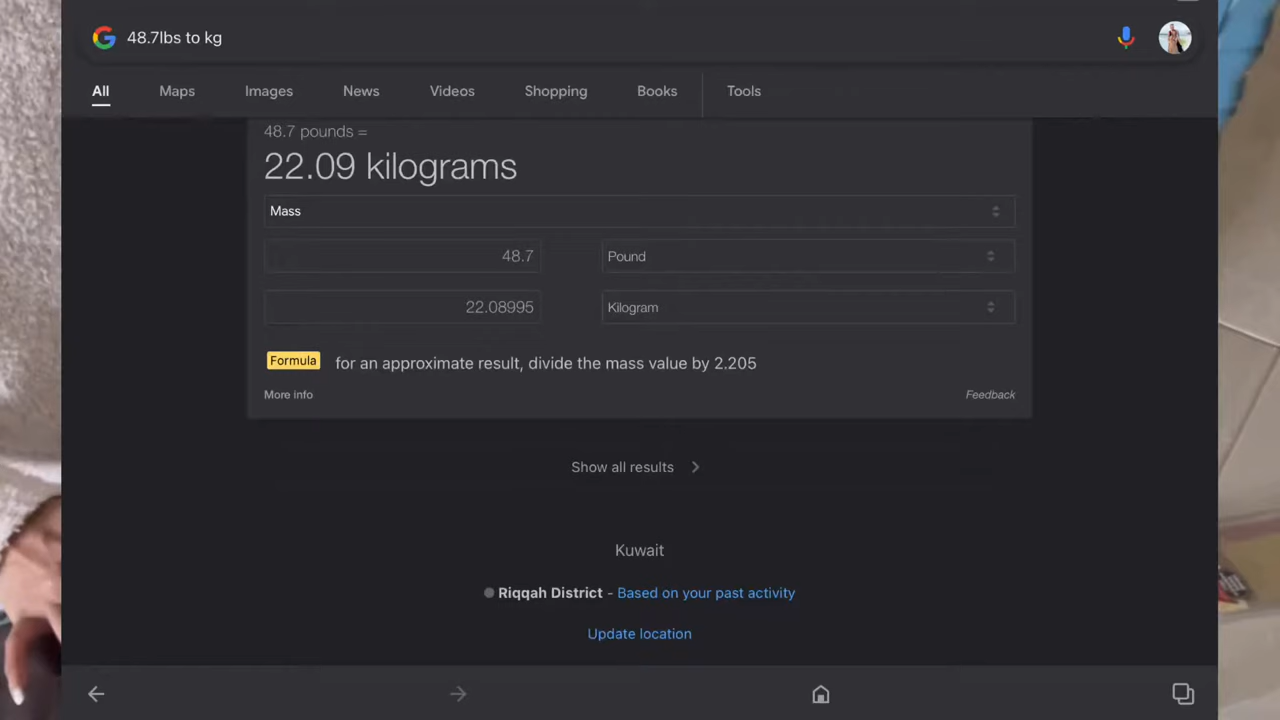 48.7lbs to kg
All Maps Images News Videos Shopping Books Tools
48.7 pounds =
22.09 kilograms
Mass
48.7 Pound
22.08995 Kilogram
Formula for an approximate result, divide the mass value by 2.205
More info Feedback
Show all results
Kuwait
Riqqah District - Based on your past activity
Update location